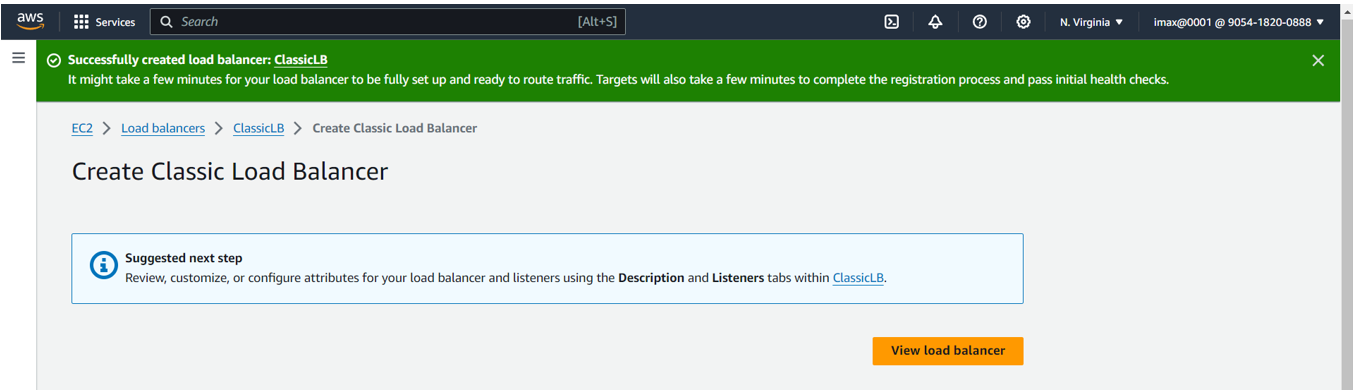 aws
Services
Search [Alt+S]
N. Virginia
imax@0001 @ 9054-1820-0888
Successfully created load balancer: ClassicLB
It might take a few minutes for your load balancer to be fully set up and ready to route traffic. Targets will also take a few minutes to complete the registration process and pass initial health checks.
EC2 > Load balancers > ClassicLB > Create Classic Load Balancer
Create Classic Load Balancer
Suggested next step
Review, customize, or configure attributes for your load balancer and listeners using the Description and Listeners tabs within ClassicLB.
View load balancer